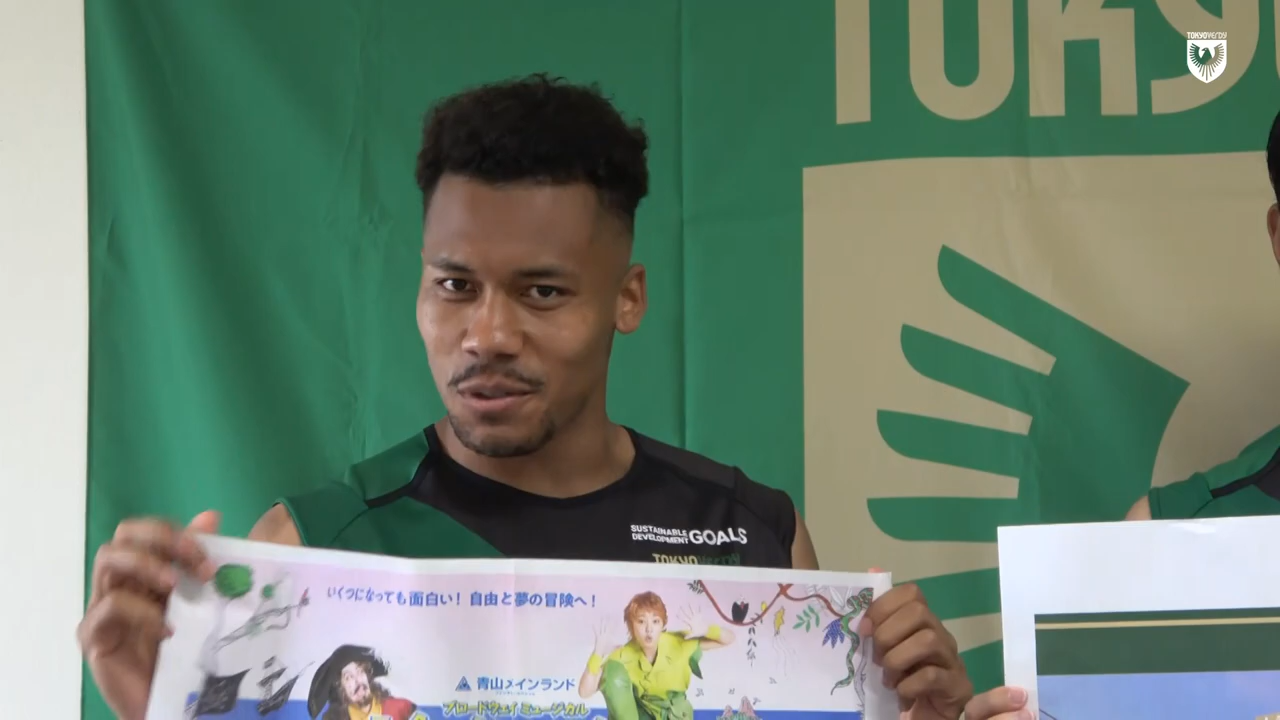 TOKYO
TOKYO VERDY
SUSTAINABLE
DEVELOPMENT GOALS
TOKYO VERDY
いくつになっても面白い! 自由と夢の冒険へ!
青山メインランド
ブロードウェイミュージカル